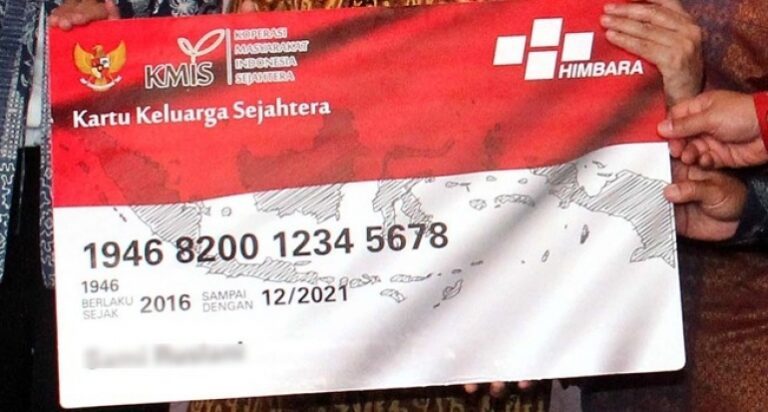 KMIS
KOPERASI
MASYARAKAT
INDONESIA
SEJAHTERA
HIMBARA
Kartu Keluarga Sejahtera
1946 8200 1234 5678
1946
BERLAKU SEJAK 2016 SAMPAI DENGAN 12/2021